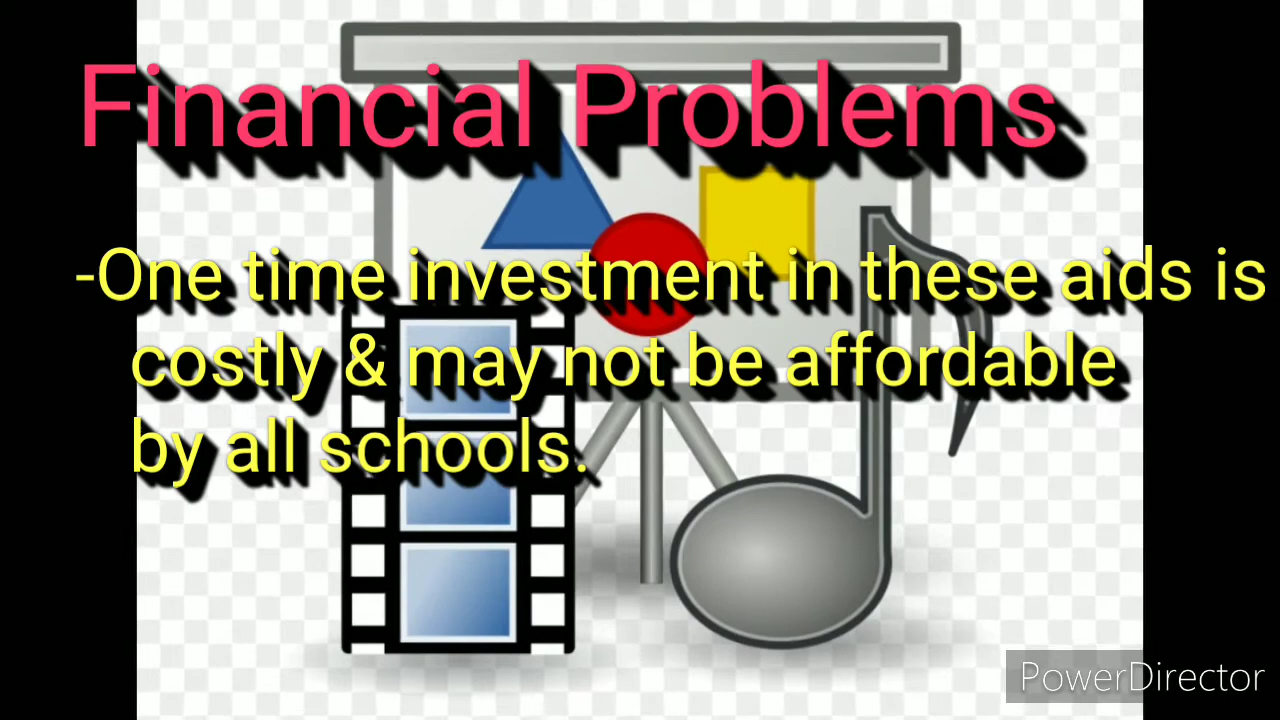 Financial Problems
-One time investment in these aids is
costly & may not be affordable
by all schools.
PowerDirector